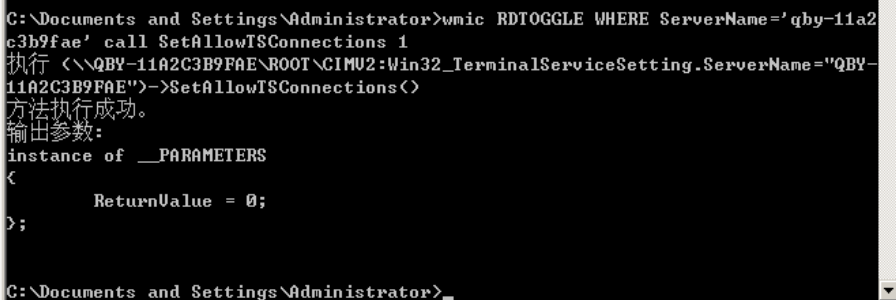 C:\Documents and Settings\Administrator>wmic RDTOGGLE WHERE ServerName='qby-11a2
c3b9fae' call SetAllowTSConnections 1
执行 (\\QBY-11A2C3B9FAE\ROOT\CIMV2:Win32_TerminalServiceSetting.ServerName="QBY-
11A2C3B9FAE")->SetAllowTSConnections()
方法执行成功。
输出参数:
instance of __PARAMETERS
{
        ReturnValue = 0;
};
C:\Documents and Settings\Administrator>_